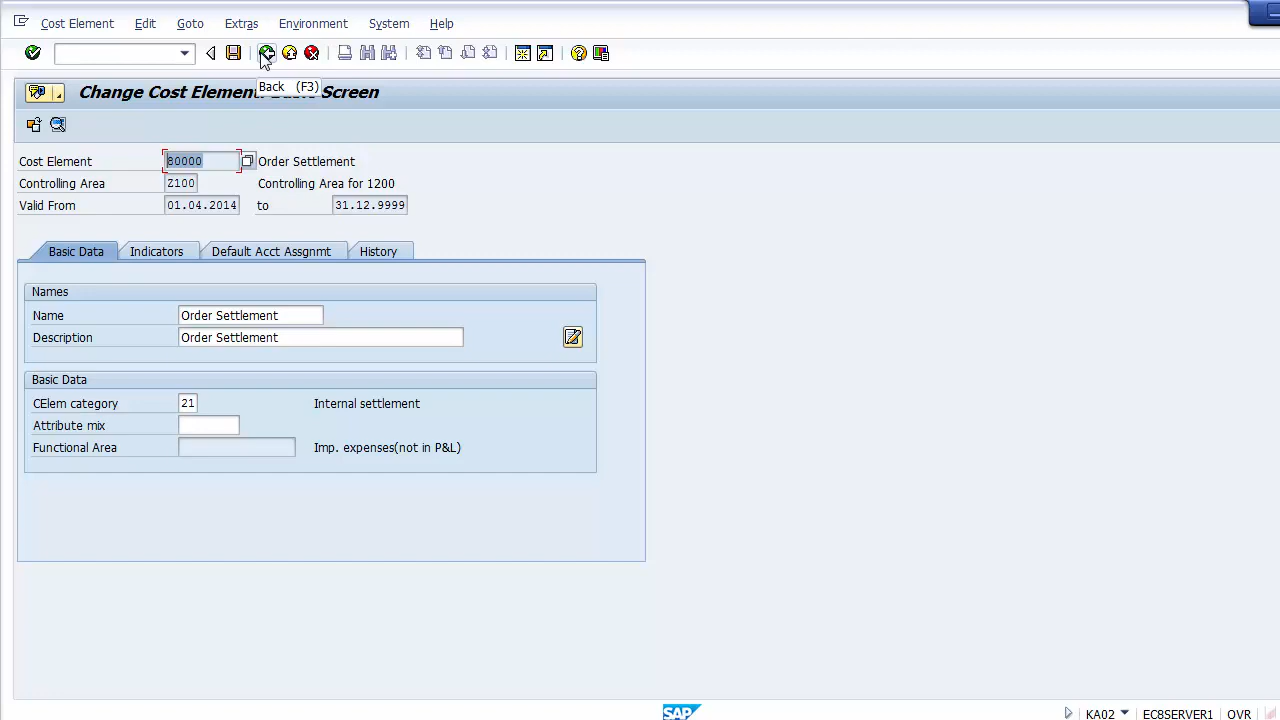 Cost Element Edit Goto Extras Environment System Help
Back (F3)
Change Cost Element: Screen
Cost Element 80000 Order Settlement
Controlling Area Z100 Controlling Area for 1200
Valid From 01.04.2014 to 31.12.9999
Basic Data Indicators Default Acct Assgnmt History
Names
Name Order Settlement
Description Order Settlement
Basic Data
CElem category 21 Internal settlement
Attribute mix
Functional Area Imp. expenses(not in P&L)
SAP KA02 EC8SERVER1 OVR